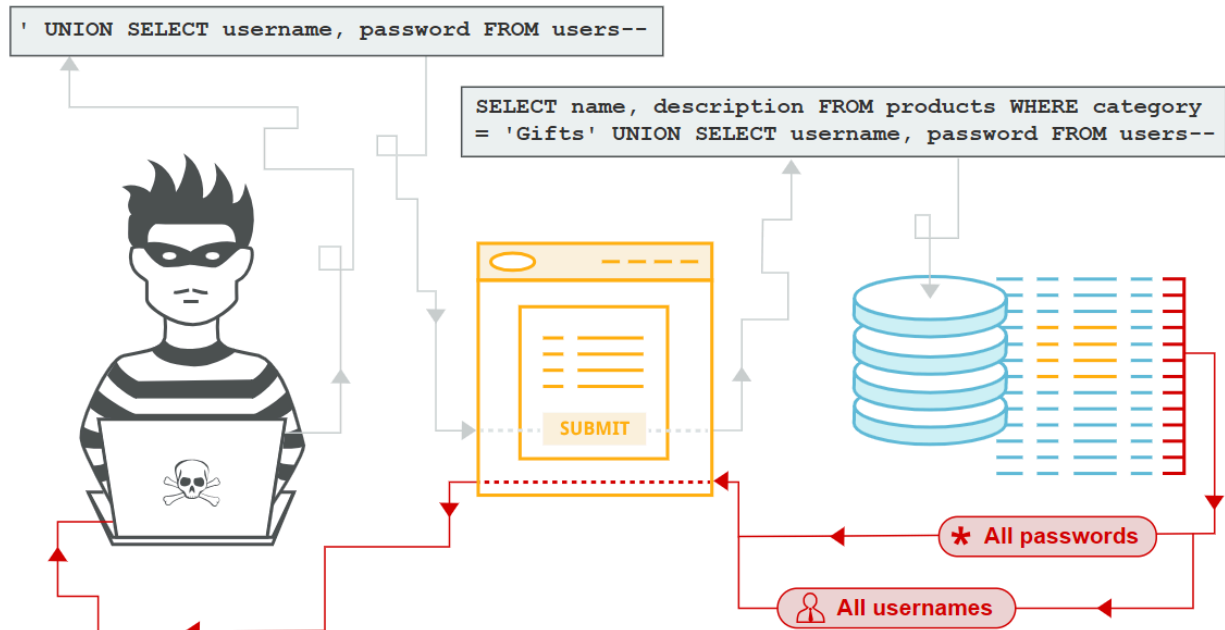 ' UNION SELECT username, password FROM users--
SELECT name, description FROM products WHERE category
= 'Gifts' UNION SELECT username, password FROM users--
SUBMIT
* All passwords
All usernames